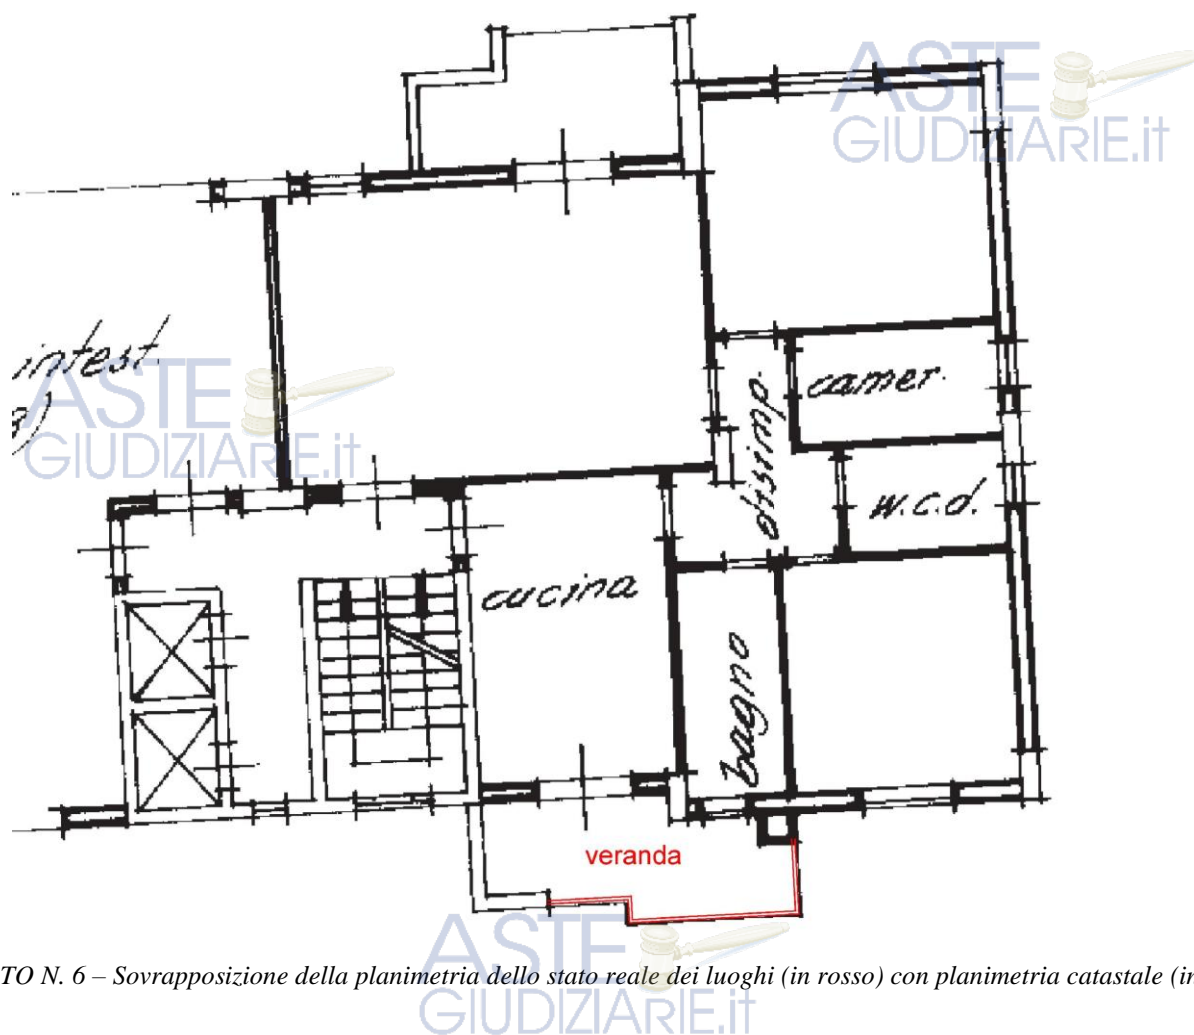 ASTE
GIUDIZIARIE.it
intest.
ASTE
GIUDIZIARIE.it
camer.
disimp.
w.c.d.
cucina
bagno
veranda
ASTE
GIUDIZIARIE.it
TO N. 6 – Sovrapposizione della planimetria dello stato reale dei luoghi (in rosso) con planimetria catastale (in